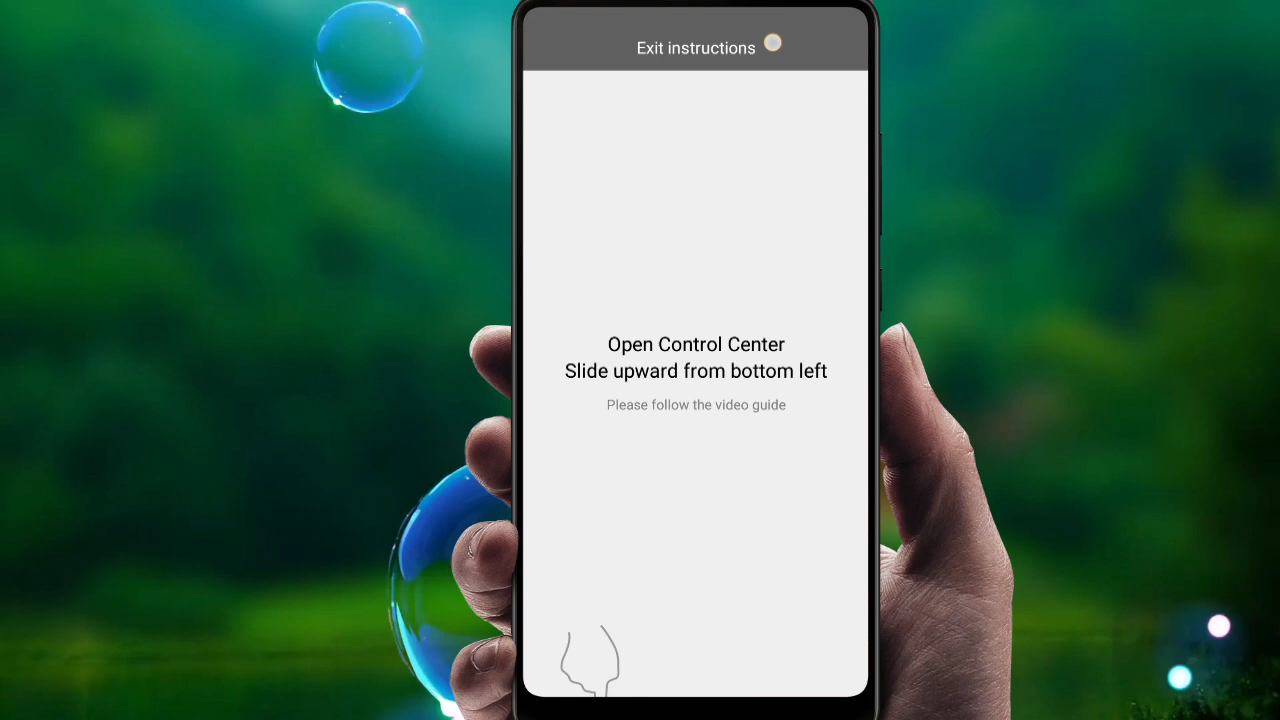 Exit instructions
Open Control Center
Slide upward from bottom left
Please follow the video guide